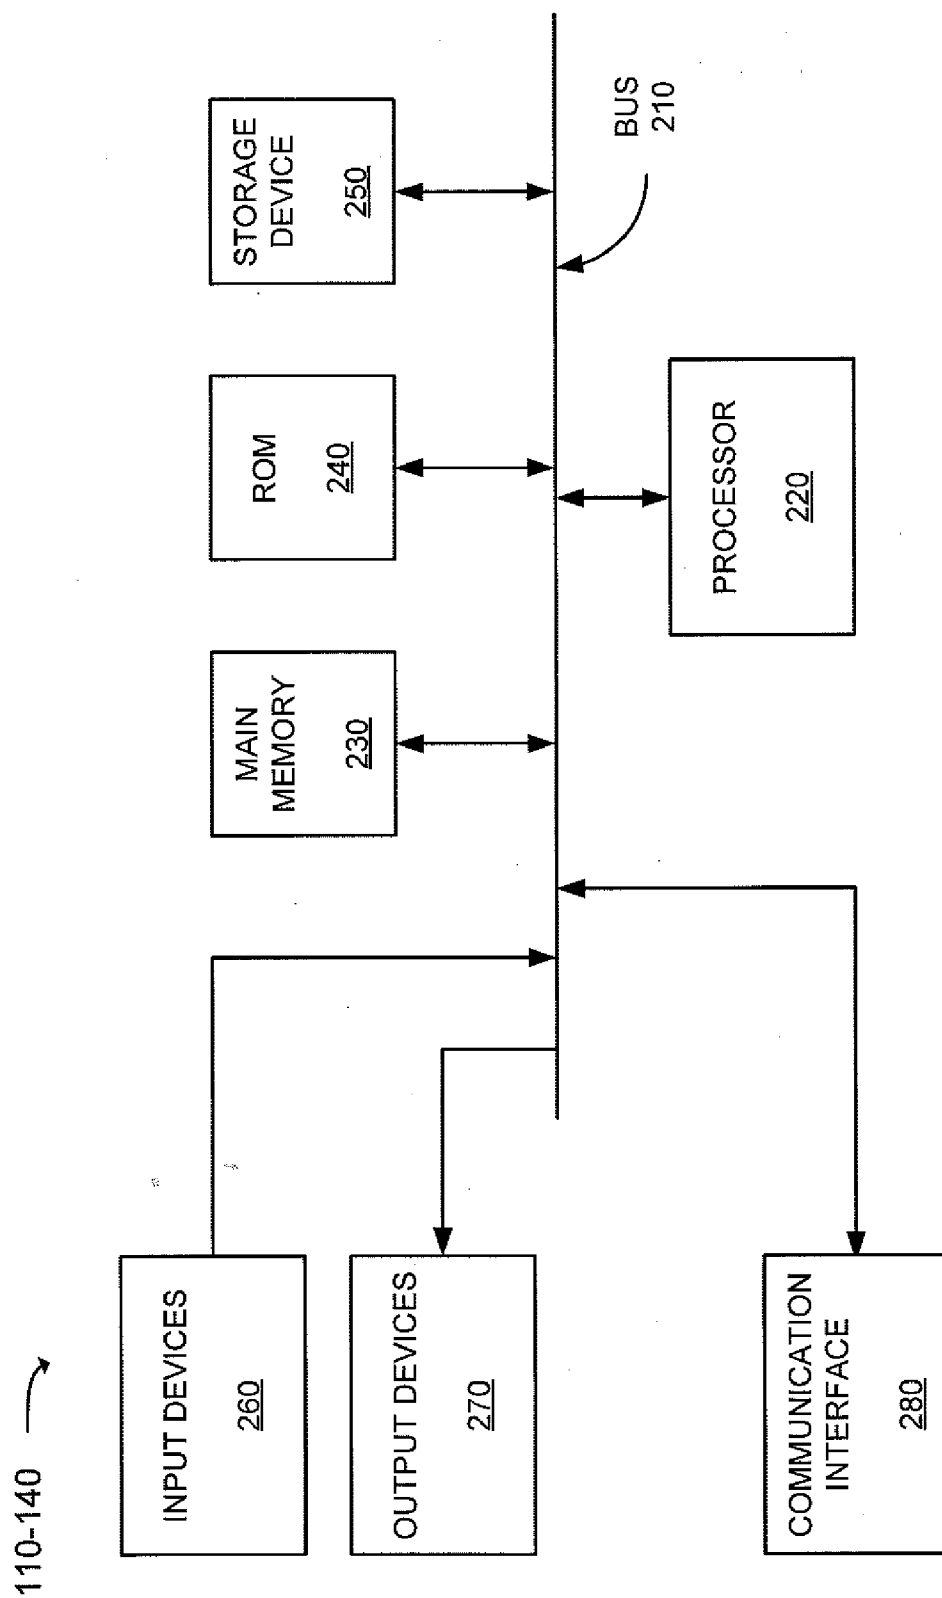 110-140
INPUT DEVICES
260
OUTPUT DEVICES
270
COMMUNICATION
INTERFACE
280
MAIN
MEMORY
230
ROM
240
STORAGE
DEVICE
250
PROCESSOR
220
BUS
210